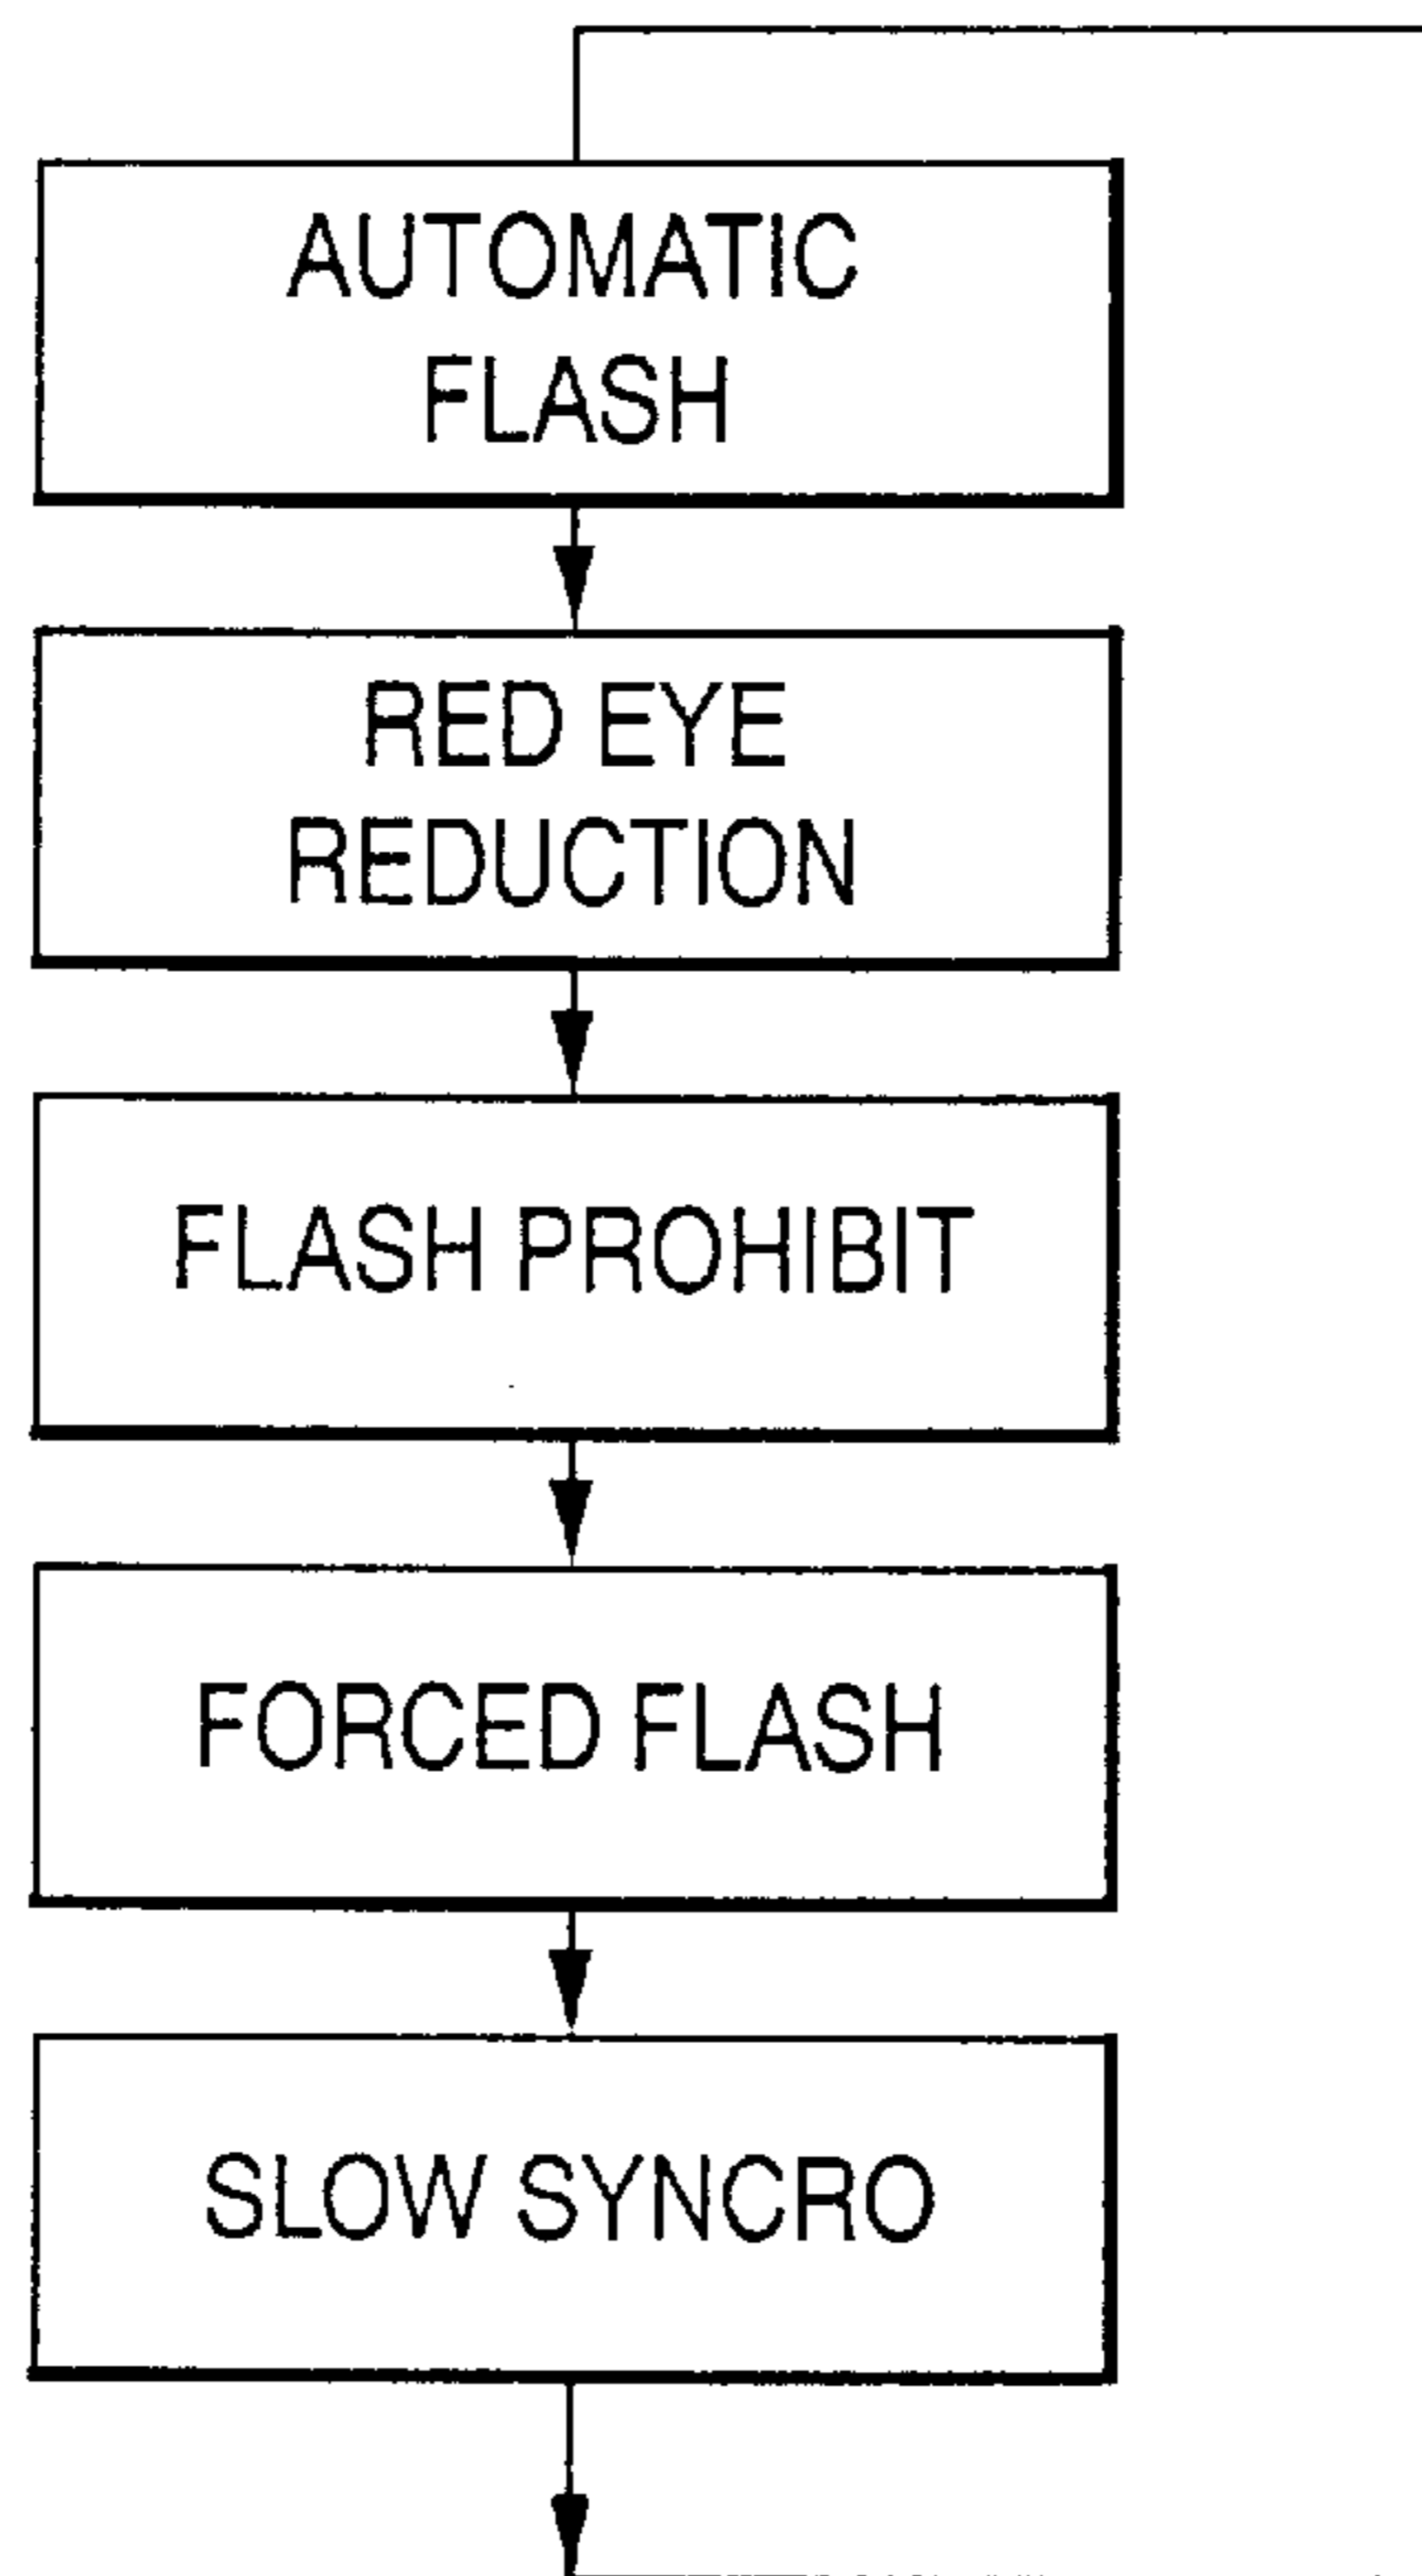 AUTOMATIC
FLASH
RED EYE
REDUCTION
FLASH PROHIBIT
FORCED FLASH
SLOW SYNCRO